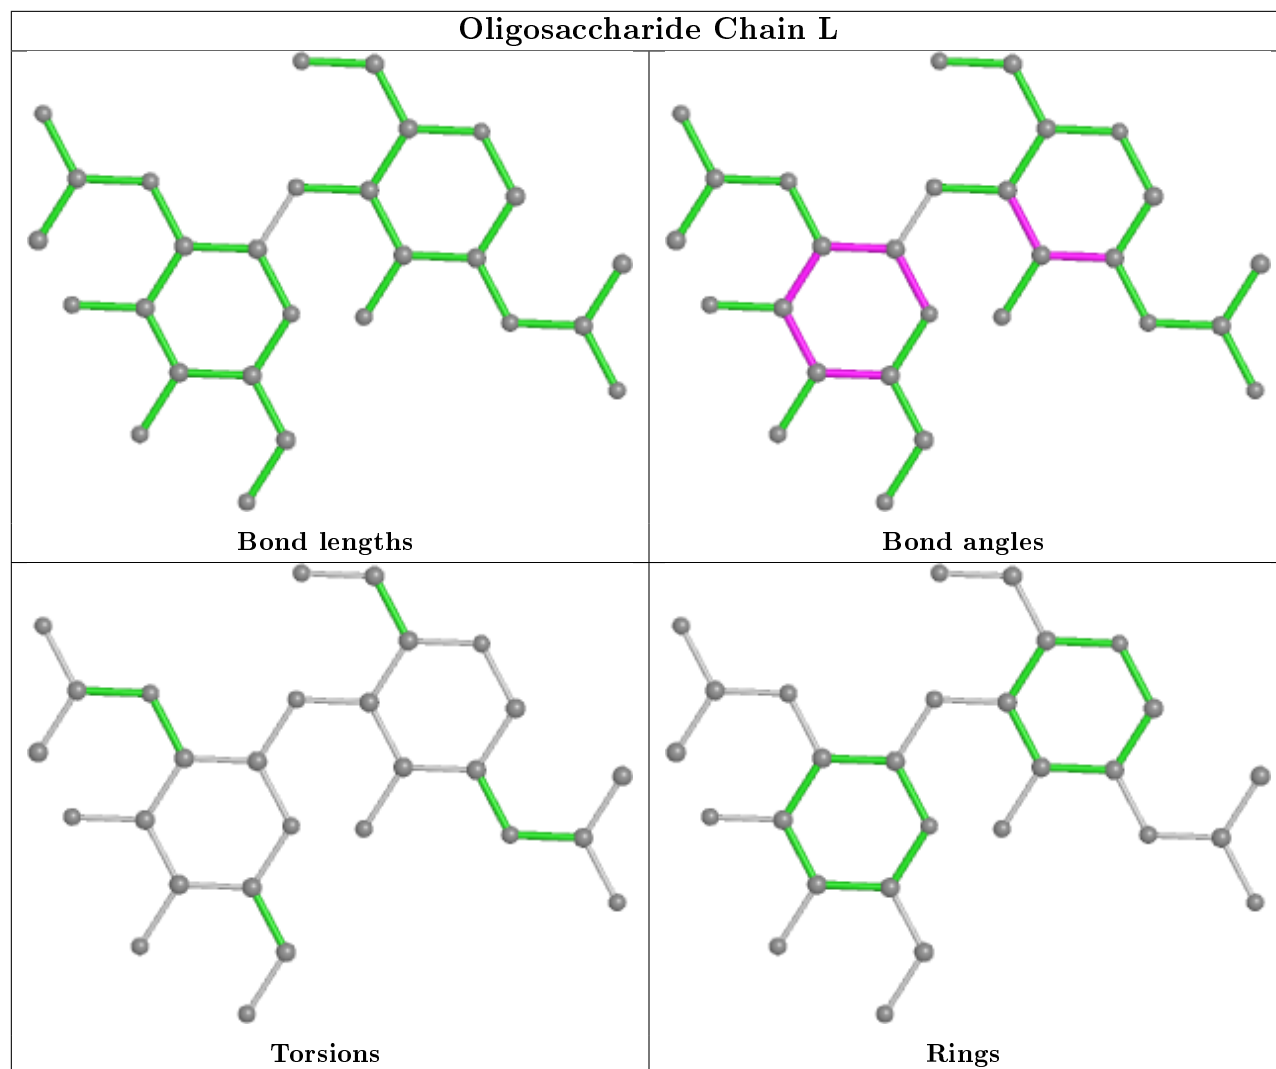 Oligosaccharide Chain L
Bond lengths
Bond angles
Torsions
Rings